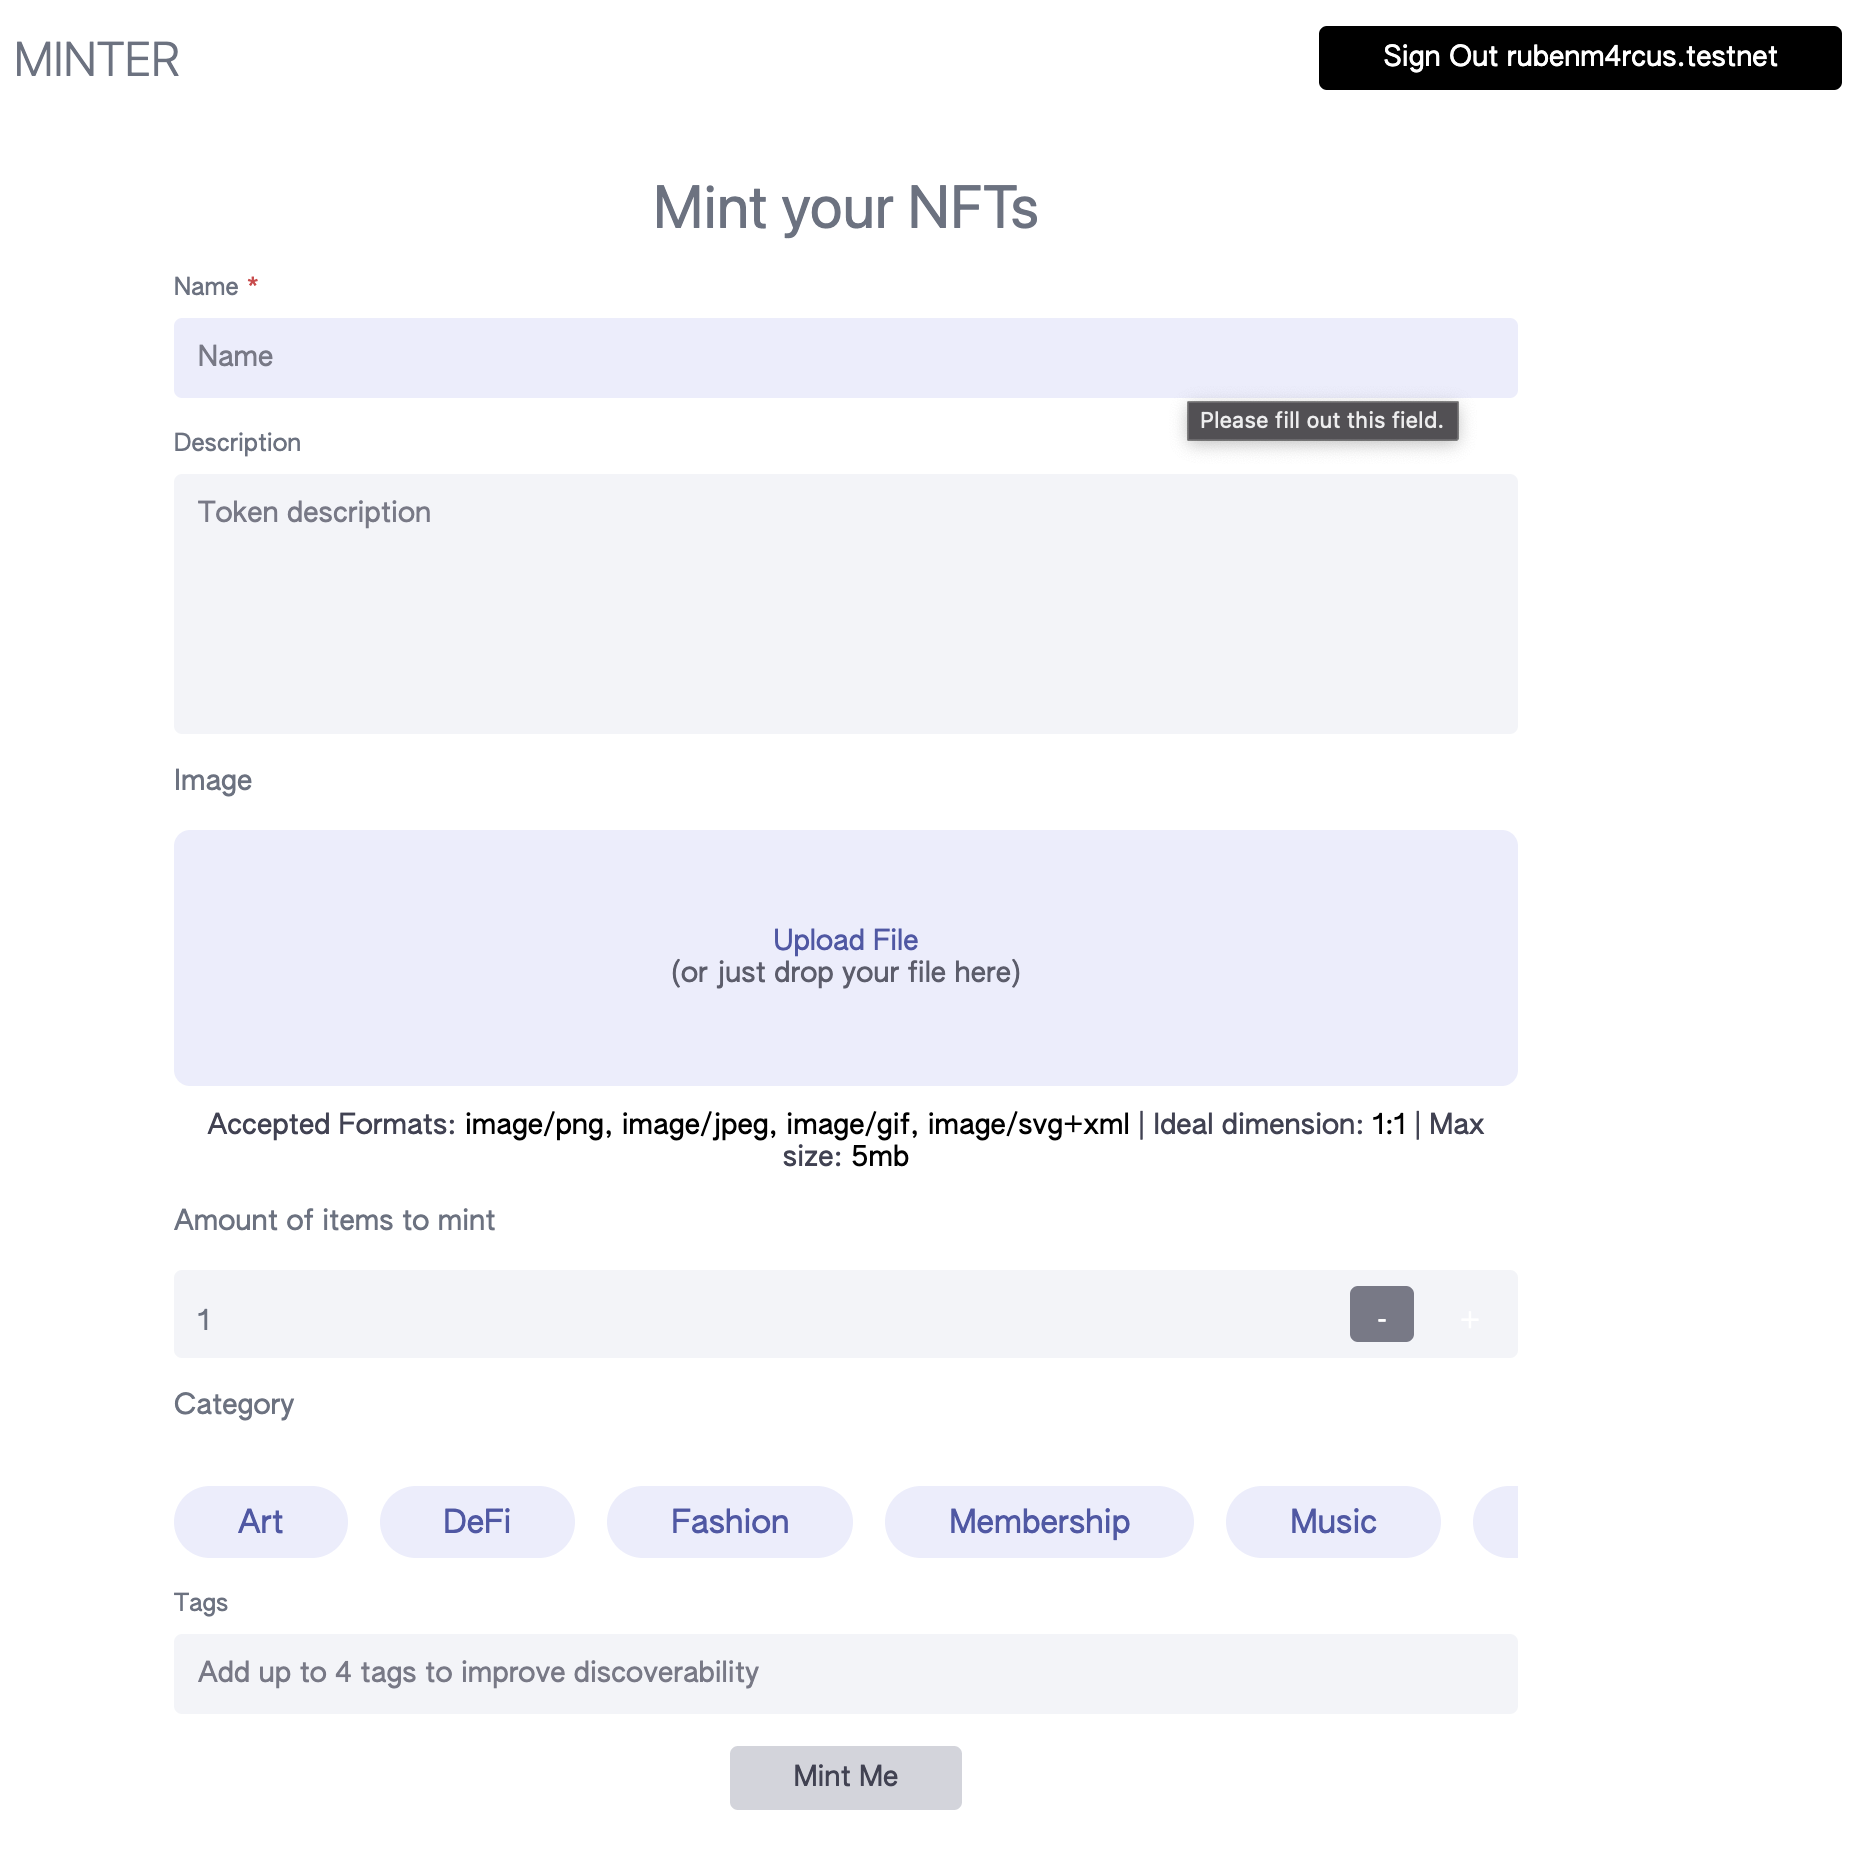 MINTER
Sign Out rubenm4rcus.testnet
Mint your NFTs
Name *
Name
Please fill out this field.
Description
Token description
Image
Upload File
(or just drop your file here)
Accepted Formats: image/png, image/jpeg, image/gif, image/svg+xml | Ideal dimension: 1:1 | Max
size: 5mb
Amount of items to mint
1 - +
Category
Art DeFi Fashion Membership Music
Tags
Add up to 4 tags to improve discoverability
Mint Me